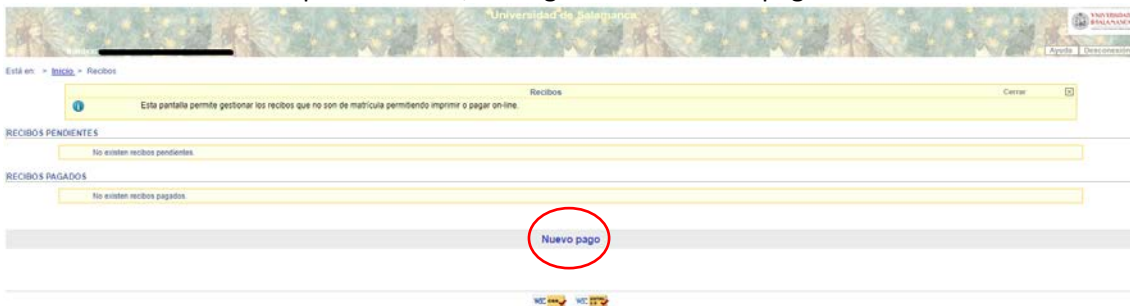 Universidad de Salamanca
Ayuda | Desconexión
Está en: > Inicio > Recibos
Recibos
Cerrar
Esta pantalla permite gestionar los recibos que no son de matrícula permitiendo imprimir o pagar on-line.
RECIBOS PENDIENTES
No existen recibos pendientes.
RECIBOS PAGADOS
No existen recibos pagados.
Nuevo pago